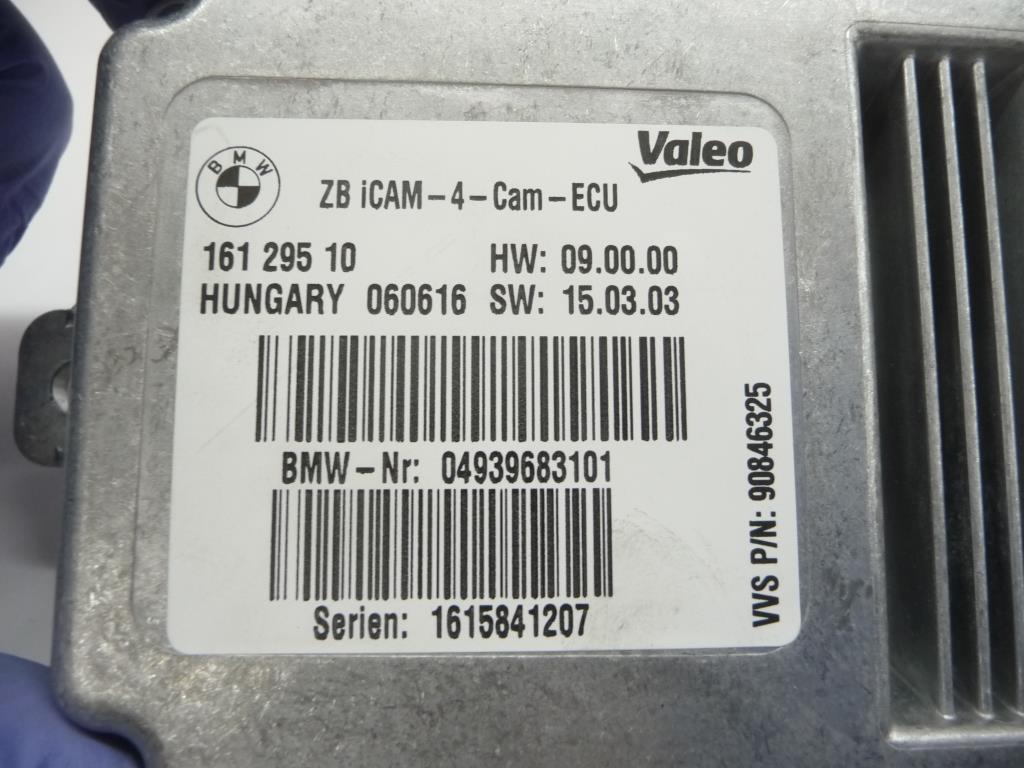 BMW
Valeo
ZB iCAM-4-Cam-ECU
161 295 10 HW: 09.00.00
HUNGARY 060616 SW: 15.03.03
BMW-Nr: 04939683101
Serien: 1615841207
VVS P/N: 90846325